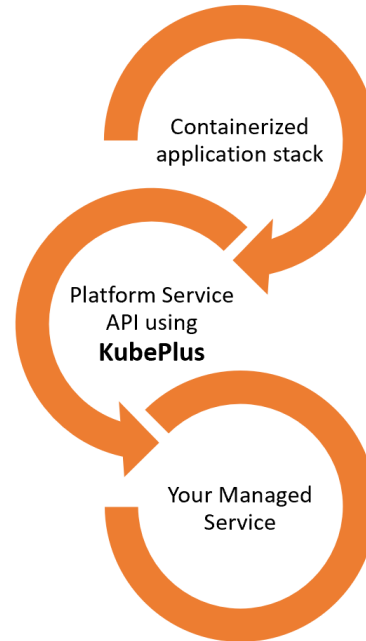 Containerized
application stack
Platform Service
API using
KubePlus
Your Managed
Service